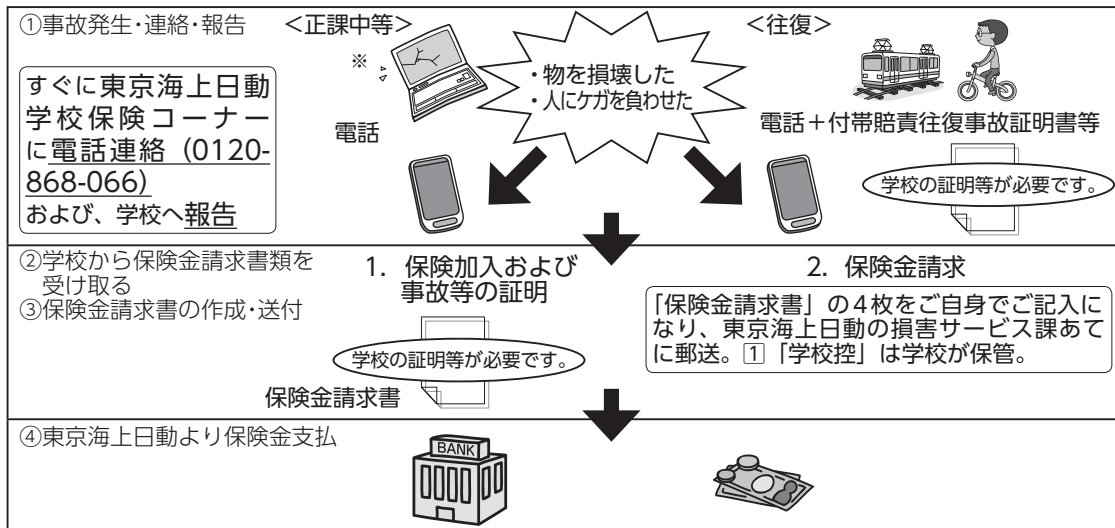 ①事故発生・連絡・報告
＜正課中等＞
＜往復＞
※
・物を損壊した
・人にケガを負わせた
すぐに東京海上日動
学校保険コーナー
に電話連絡（0120-
868-066）
および、学校へ報告
電話
電話＋付帯賠責往復事故証明書等
学校の証明等が必要です。
②学校から保険金請求書類を
受け取る
③保険金請求書の作成・送付
1．保険加入および
事故等の証明
学校の証明等が必要です。
保険金請求書
2．保険金請求
「保険金請求書」の４枚をご自身でご記入に
なり、東京海上日動の損害サービス課あて
に郵送。1「学校控」は学校が保管。
④東京海上日動より保険金支払
BANK